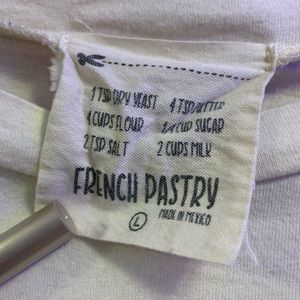 1 TSP DRY YEAST 1 TSP BUTTER
4 CUPS FLOUR 1/4 CUP SUGAR
2 TSP SALT 2 CUPS MILK
FRENCH PASTRY
L MADE IN MEXICO